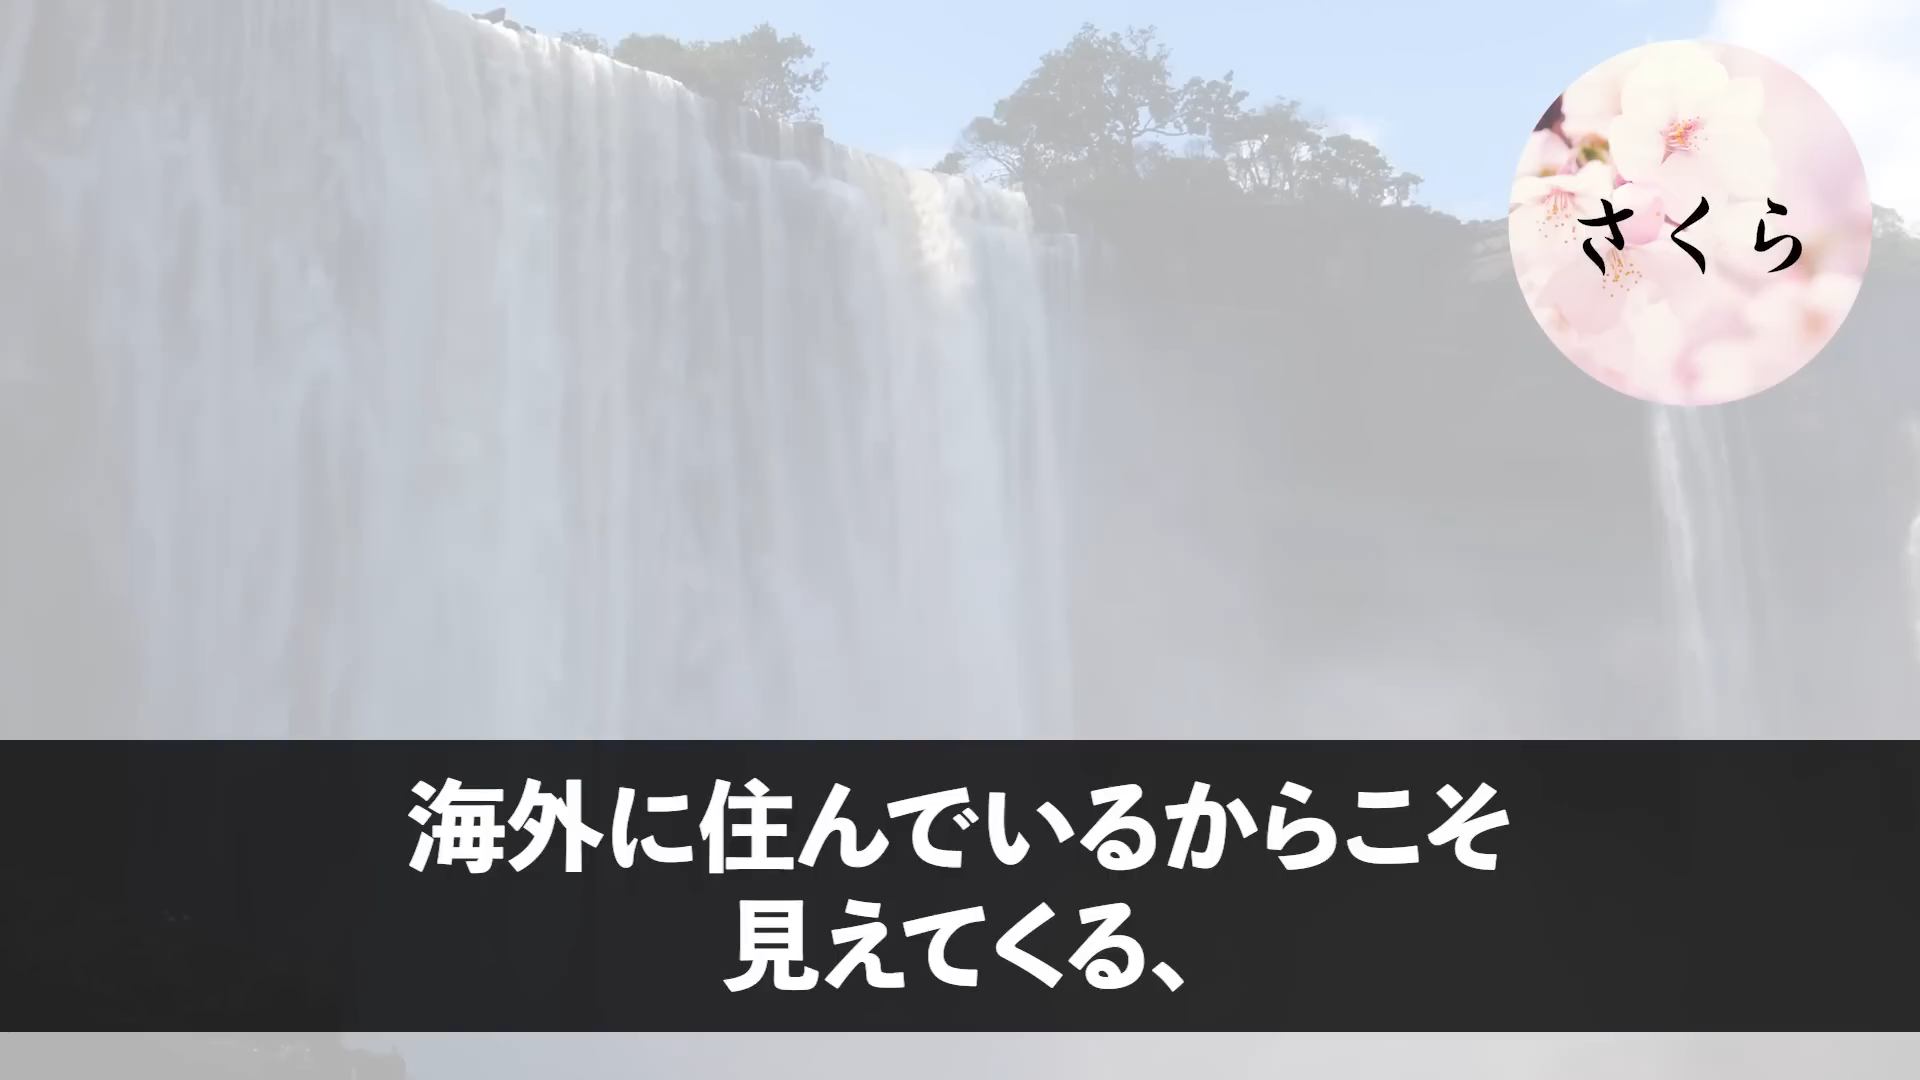 さくら
海外に住んでいるからこそ
見えてくる、